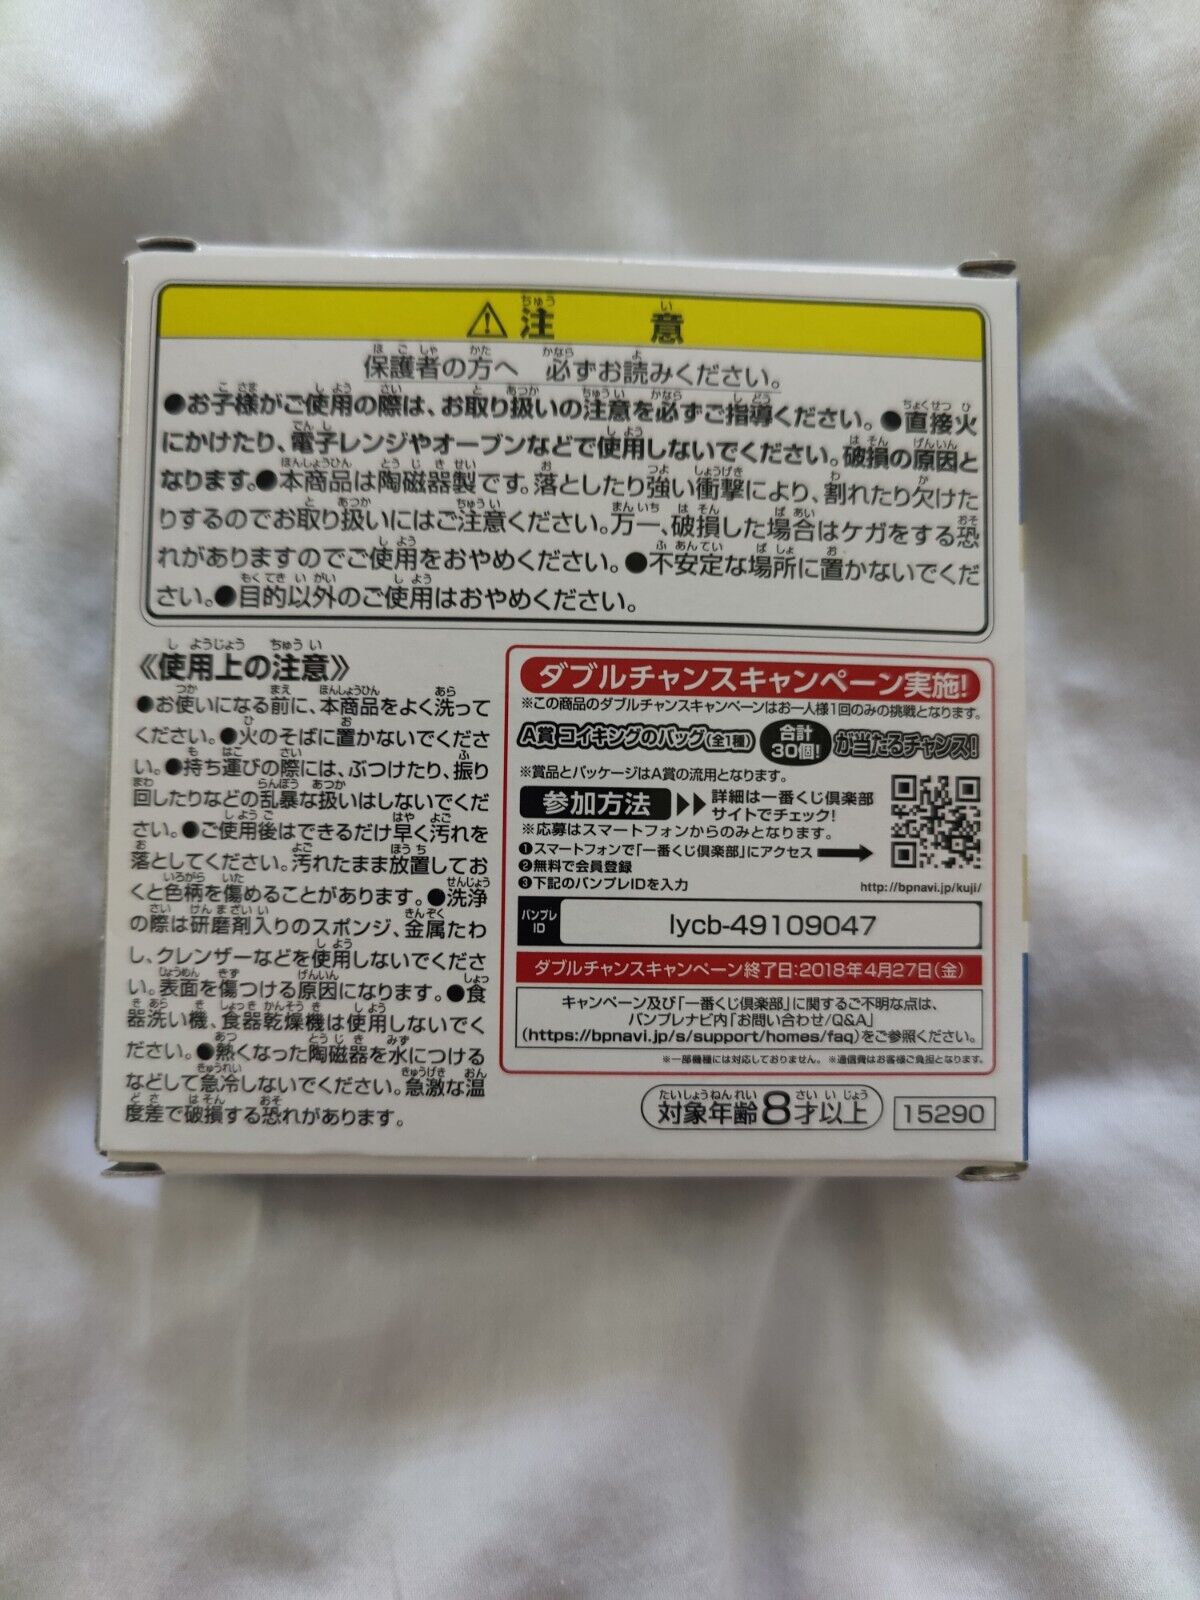 ⚠注意
保護者の方へ 必ずお読みください。
●お子様がご使用の際は、お取り扱いの注意を必ずご指導ください。●直接火
にかけたり、電子レンジやオーブンなどで使用しないでください。破損の原因と
なります。●本商品は陶磁器製です。落としたり強い衝撃により、割れたり欠けた
りするのでお取り扱いにはご注意ください。万一、破損した場合はケガをする恐
れがありますのでご使用をおやめください。●不安定な場所に置かないでくだ
さい。●目的以外のご使用はおやめください。
《使用上の注意》
●お使いになる前に、本商品をよく洗って
ください。●火のそばに置かないでくださ
い。●持ち運びの際には、ぶつけたり、振り
回したりなどの乱暴な扱いはしないでくだ
さい。●ご使用後はできるだけ早く汚れを
落としてください。汚れたまま放置してお
くと色柄を傷めることがあります。●洗浄
の際は研磨剤入りのスポンジ、金属たわ
し、クレンザーなどを使用しないでくださ
い。表面を傷つける原因になります。●食
器洗い機、食器乾燥機は使用しないでく
ださい。●熱くなった陶磁器を水につける
などして急冷しないでください。急激な温
度差で破損する恐れがあります。
ダブルチャンスキャンペーン実施!
※この商品のダブルチャンスキャンペーンはお一人様1回のみの挑戦となります。
A賞 コイキングのバッグ(全1種) 合計30個! が当たるチャンス!
※賞品とパッケージはA賞の流用となります。
参加方法 ▶▶ 詳細は一番くじ倶楽部
サイトでチェック!
※応募はスマートフォンからのみとなります。
❶スマートフォンで「一番くじ倶楽部」にアクセス
❷無料で会員登録
❸下記のバンプレIDを入力
http://bpnavi.jp/kuji/
バンプレID lycb-49109047
ダブルチャンスキャンペーン終了日:2018年4月27日(金)
キャンペーン及び「一番くじ倶楽部」に関するご不明な点は、
バンプレナビ内「お問い合わせ/Q&A」
(https://bpnavi.jp/s/support/homes/faq)をご参照ください。
※一部機種には対応しておりません。 ※通信費はお客様ご負担となります。
対象年齢8才以上 15290